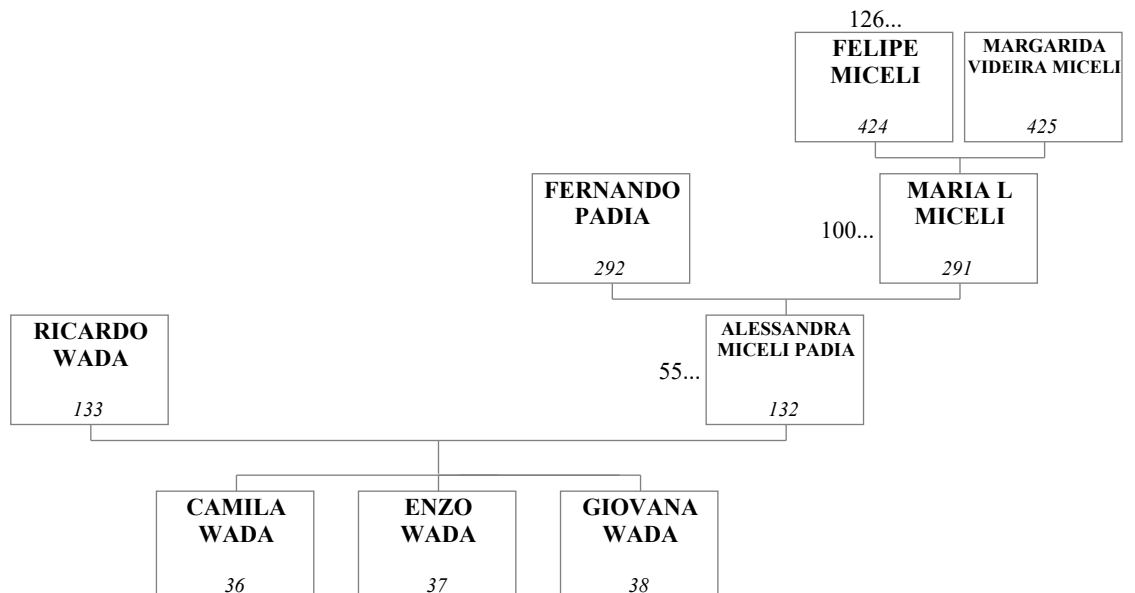 126...
FELIPE
MICELI
424
MARGARIDA
VIDEIRA MICELI
425
FERNANDO
PADIA
292
100...
MARIA L
MICELI
291
RICARDO
WADA
133
55...
ALESSANDRA
MICELI PADIA
132
CAMILA
WADA
36
ENZO
WADA
37
GIOVANA
WADA
38